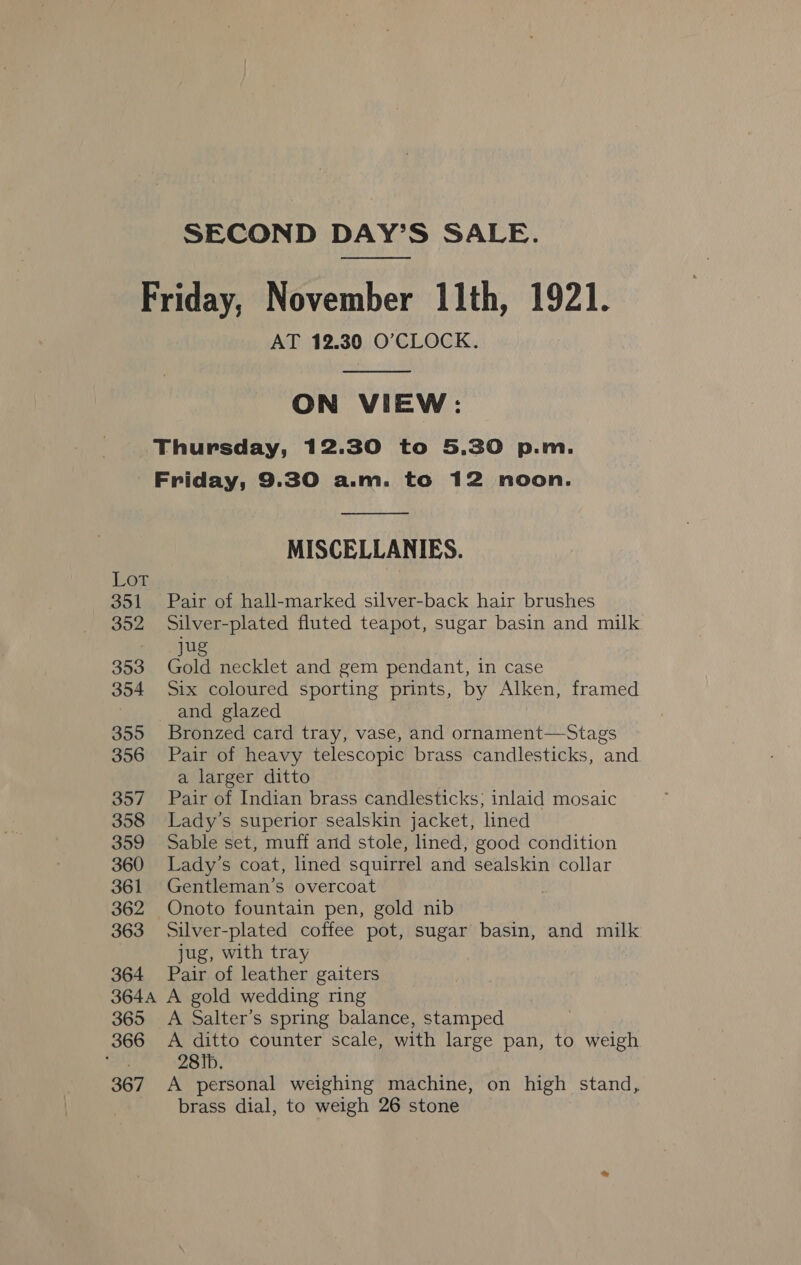 SECOND DAY'S SALE.
Friday, November 11th, 1921.
AT 12.30 O'CLOCK.
ON VIEW:
Thursday, 12.30 to 5.30 p.m.
Friday, 9.30 a.m. to 12 noon.
MISCELLANIES.
LOT
351 Pair of hall-marked silver-back hair brushes
352 Silver-plated fluted teapot, sugar basin and milk
jug
353 Gold necklet and gem pendant, in case
354 Six coloured sporting prints, by Alken, framed
and glazed
355 Bronzed card tray, vase, and ornament—Stags
356 Pair of heavy telescopic brass candlesticks, and
a larger ditto
357 Pair of Indian brass candlesticks, inlaid mosaic
358 Lady's superior sealskin jacket, lined
359 Sable set, muff and stole, lined, good condition
360 Lady's coat, lined squirrel and sealskin collar
361 Gentleman's overcoat
362 Onoto fountain pen, gold nib
363 Silver-plated coffee pot, sugar basin, and milk
jug, with tray
364 Pair of leather gaiters
364A A gold wedding ring
365 A Salter's spring balance, stamped
366 A ditto counter scale, with large pan, to weigh
28lb.
367 A personal weighing machine, on high stand,
brass dial, to weigh 26 stone